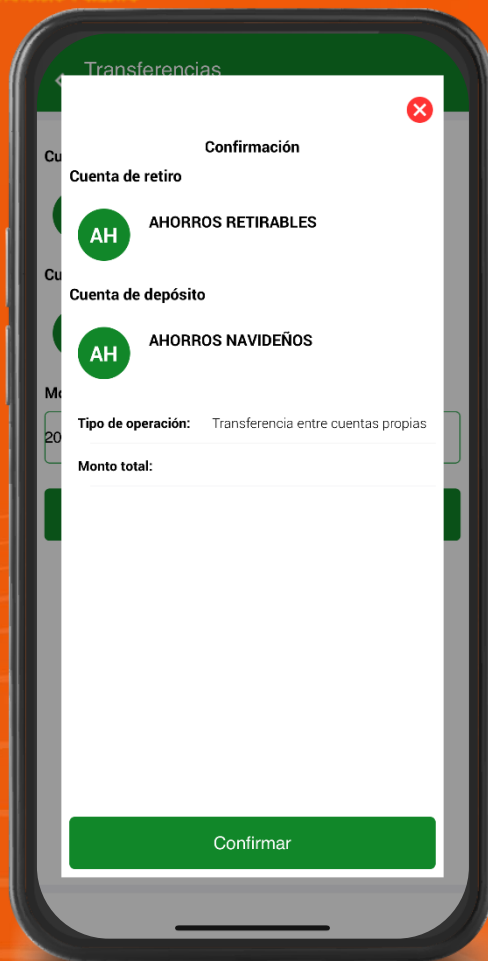 Transferencias
Confirmación
Cuenta de retiro
AH
AHORROS RETIRABLES
Cuenta de depósito
AH
AHORROS NAVIDEÑOS
Tipo de operación: Transferencia entre cuentas propias
Monto total:
Confirmar